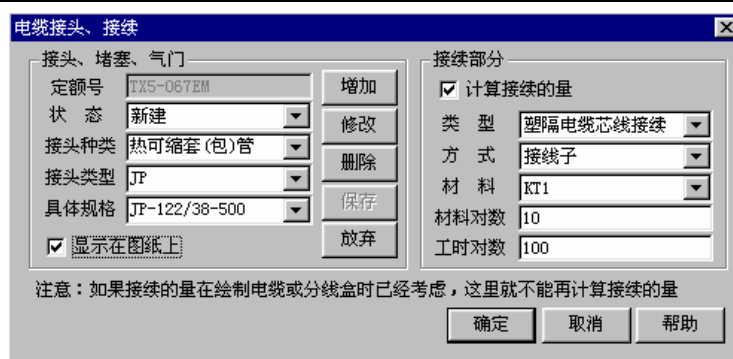 电缆接头、接续
接头、堵塞、气门
定额号 TX5-067EM 增加
状 态 新建 修改
接头种类 热可缩套(包)管 删除
接头类型 JP 保存
具体规格 JP-122/38-500 放弃
显示在图纸上
接续部分
计算接续的量
类 型 塑隔电缆芯线接续
方 式 接线子
材 料 KT1
材料对数 10
工时对数 100
注意：如果接续的量在绘制电缆或分线盒时已经考虑，这里就不能再计算接续的量
确定 取消 帮助